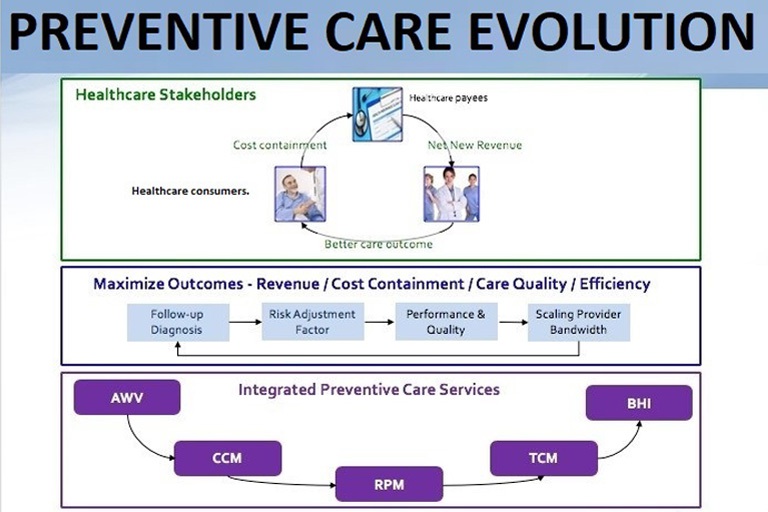 PREVENTIVE CARE EVOLUTION
Healthcare Stakeholders
Healthcare payees
Cost containment
Net New Revenue
Healthcare consumers.
Better care outcome
Maximize Outcomes - Revenue / Cost Containment / Care Quality / Efficiency
Follow-up
Diagnosis
Risk Adjustment
Factor
Performance &
Quality
Scaling Provider
Bandwidth
Integrated Preventive Care Services
AWV
BHI
CCM
TCM
RPM